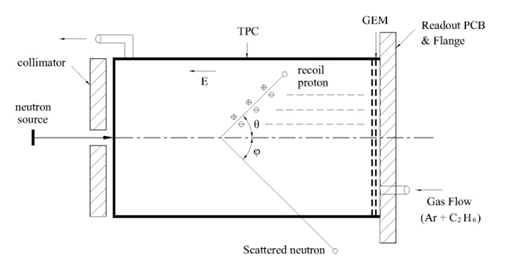 GEM
Readout PCB
& Flange
TPC
collimator
E
recoil
proton
⊕ ⊖
⊕ ⊖
⊕ ⊖
⊕ ⊖
θ
neutron
source
φ
Gas Flow
(Ar + C₂H₆)
Scattered neutron